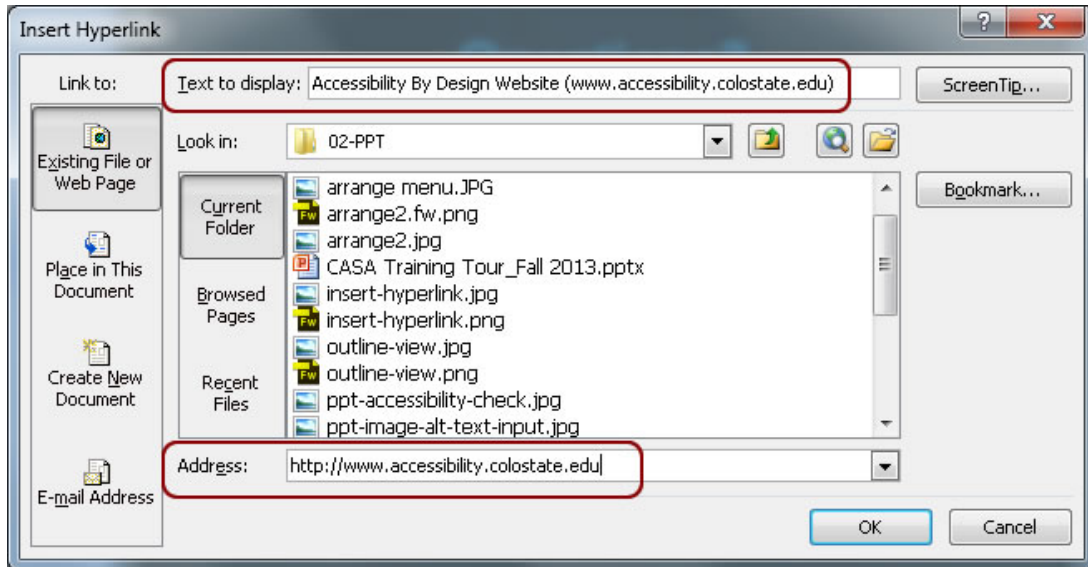 Insert Hyperlink
Link to:
Text to display: Accessibility By Design Website (www.accessibility.colostate.edu)
ScreenTip...
Existing File or
Web Page
Place in This
Document
Create New
Document
E-mail Address
Look in: 02-PPT
Current
Folder
Browsed
Pages
Recent
Files
arrange menu.JPG
arrange2.fw.png
arrange2.jpg
CASA Training Tour_Fall 2013.pptx
insert-hyperlink.jpg
insert-hyperlink.png
outline-view.jpg
outline-view.png
ppt-accessibility-check.jpg
ppt-image-alt-text-input.jpg
Bookmark...
Address: http://www.accessibility.colostate.edu
OK
Cancel